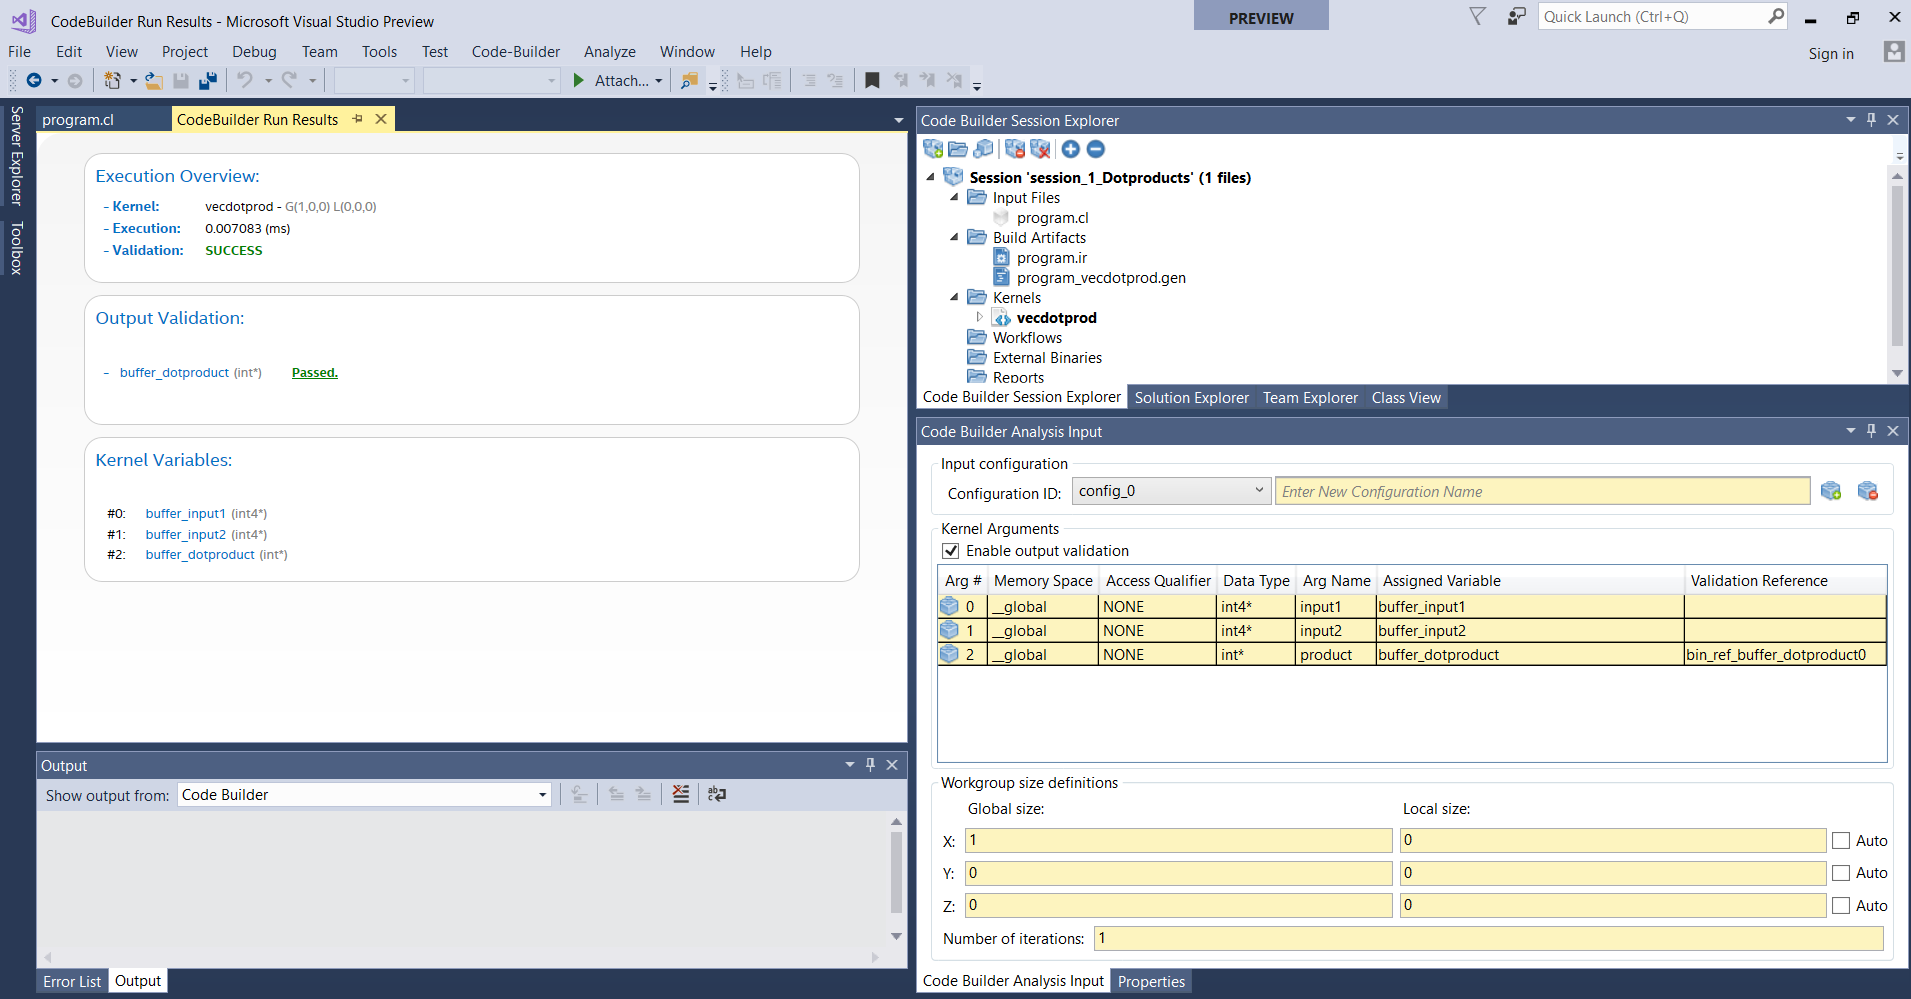 CodeBuilder Run Results - Microsoft Visual Studio Preview
PREVIEW
Quick Launch (Ctrl+Q)
File Edit View Project Debug Team Tools Test Code-Builder Analyze Window Help
Sign in
Attach...
Server Explorer
Toolbox
program.cl
CodeBuilder Run Results
Execution Overview:
- Kernel: vecdotprod - G(1,0,0) L(0,0,0)
- Execution: 0.007083 (ms)
- Validation: SUCCESS
Output Validation:
- buffer_dotproduct (int*) Passed.
Kernel Variables:
#0: buffer_input1 (int4*)
#1: buffer_input2 (int4*)
#2: buffer_dotproduct (int*)
Output
Show output from: Code Builder
Error List Output
Code Builder Session Explorer
Session 'session_1_Dotproducts' (1 files)
Input Files
program.cl
Build Artifacts
program.ir
program_vecdotprod.gen
Kernels
vecdotprod
Workflows
External Binaries
Reports
Code Builder Session Explorer Solution Explorer Team Explorer Class View
Code Builder Analysis Input
Input configuration
Configuration ID: config_0 Enter New Configuration Name
Kernel Arguments
Enable output validation
Arg # Memory Space Access Qualifier Data Type Arg Name Assigned Variable Validation Reference
0 __global NONE int4* input1 buffer_input1
1 __global NONE int4* input2 buffer_input2
2 __global NONE int* product buffer_dotproduct bin_ref_buffer_dotproduct0
Workgroup size definitions
Global size: Local size:
X: 1 0 Auto
Y: 0 0 Auto
Z: 0 0 Auto
Number of iterations: 1
Code Builder Analysis Input Properties